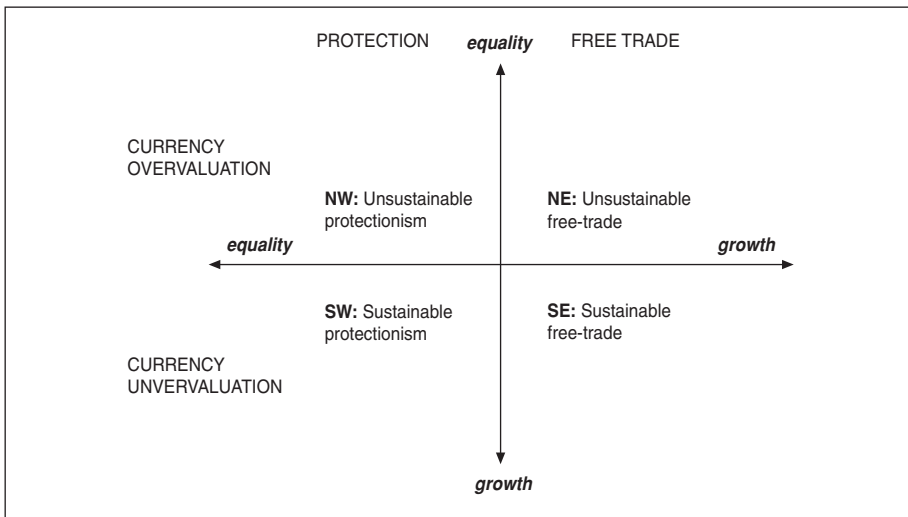 PROTECTION equality FREE TRADE
CURRENCY
OVERVALUATION
NW: Unsustainable
protectionism
NE: Unsustainable
free-trade
equality
growth
SW: Sustainable
protectionism
SE: Sustainable
free-trade
CURRENCY
UNVERVALUATION
growth